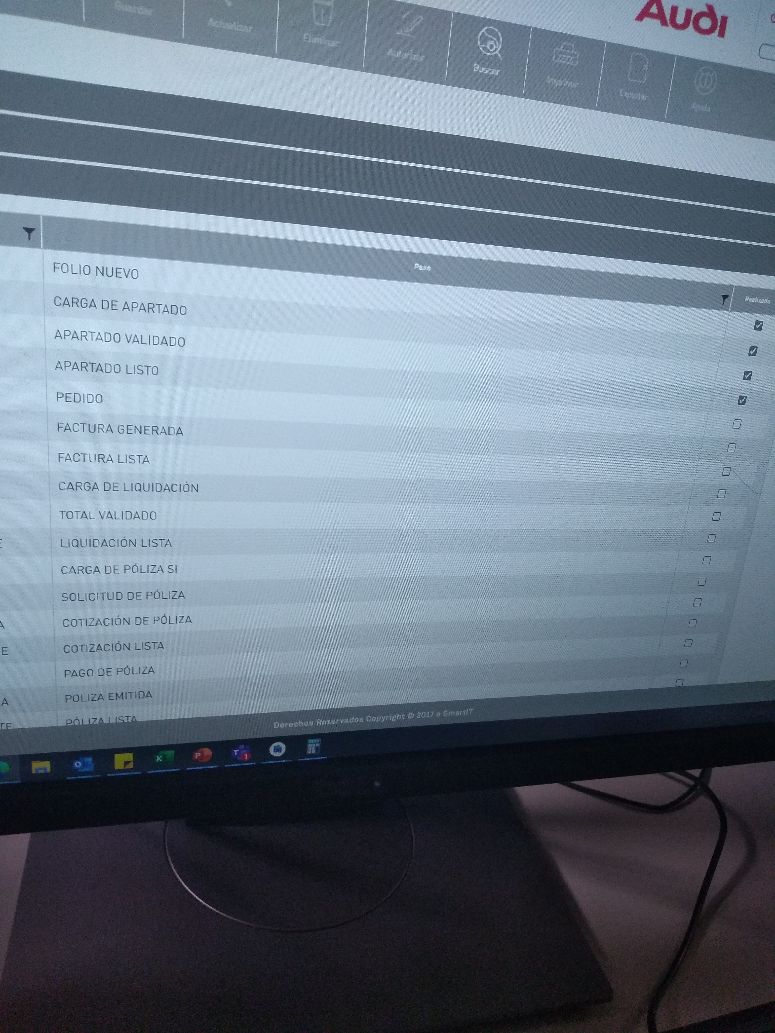 Audi
Guardar
Actualizar
Eliminar
Autorizar
Buscar
Imprimir
Exportar
Ayuda
Paso
Realizado
FOLIO NUEVO
CARGA DE APARTADO
APARTADO VALIDADO
APARTADO LISTO
PEDIDO
FACTURA GENERADA
FACTURA LISTA
CARGA DE LIQUIDACIÓN
TOTAL VALIDADO
E LIQUIDACIÓN LISTA
CARGA DE PÓLIZA SI
SOLICITUD DE PÓLIZA
A COTIZACIÓN DE PÓLIZA
E COTIZACIÓN LISTA
PAGO DE PÓLIZA
A POLIZA EMITIDA
TE PÓLIZA LISTA
Derechos Reservados Copyright © 2017 e SmartIT